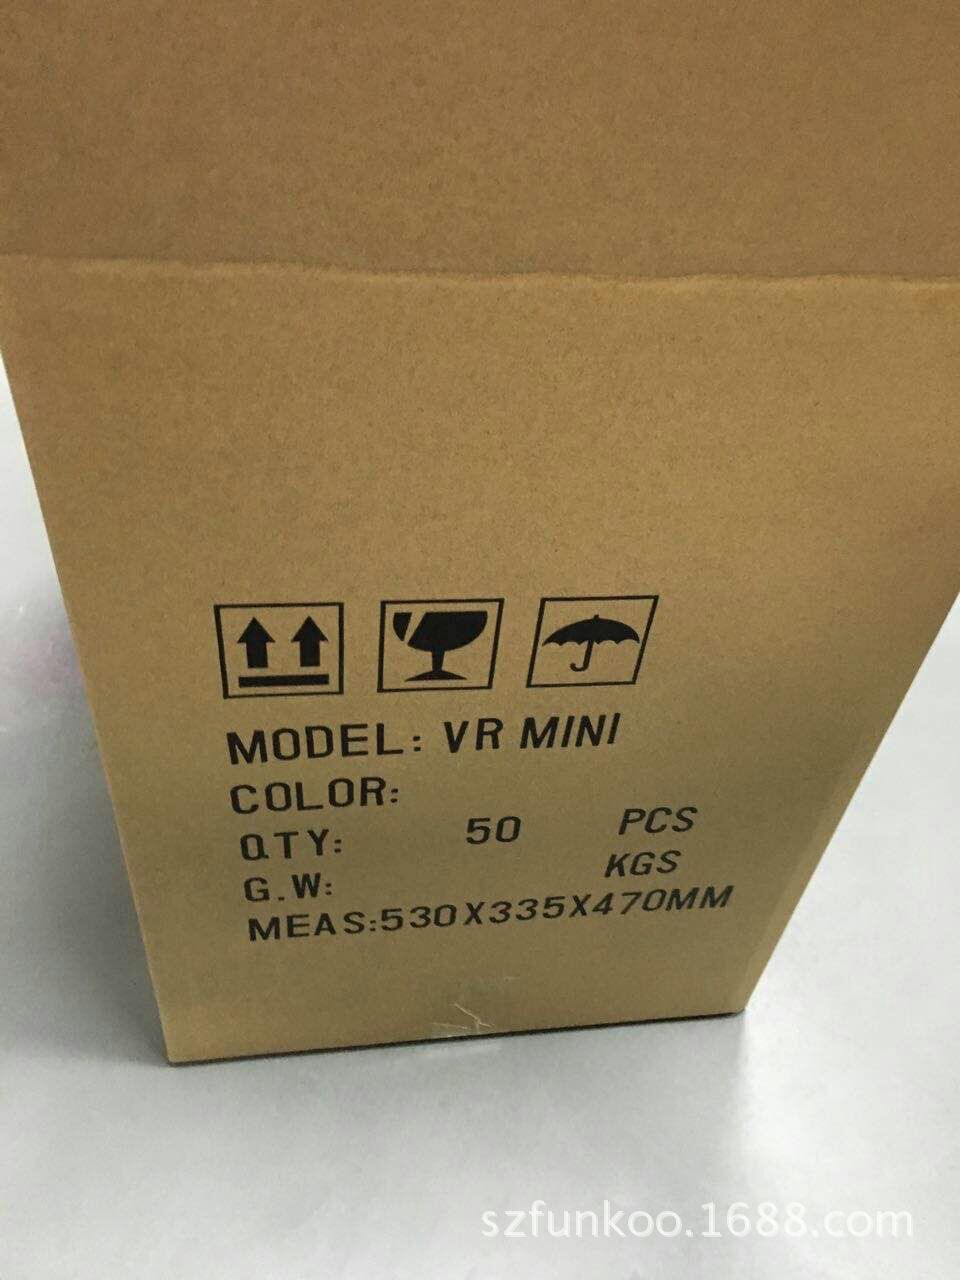 MODEL: VR MINI
COLOR:
QTY: 50 PCS
G.W: KGS
MEAS:530X335X470MM
szfunkoo.1688.com